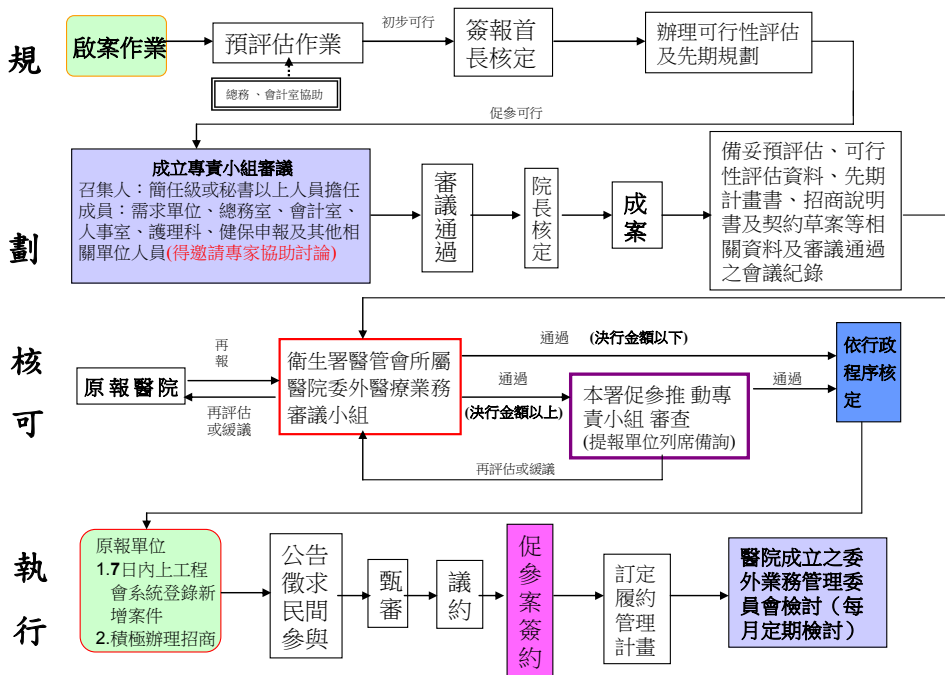 規
劃
啟案作業
預評估作業
總務、會計室協助
初步可行
簽報首
長核定
辦理可行性評估
及先期規劃
促參可行
成立專責小組審議
召集人：簡任級或秘書以上人員擔任
成員：需求單位、總務室、會計室、
人事室、護理科、健保申報及其他相
關單位人員(得邀請專家協助討論)
審
議
通
過
院
長
核
定
成
案
備妥預評估、可行
性評估資料、先期
計畫書、招商說明
書及契約草案等相
關資料及審議通過
之會議紀錄
核
可
原報醫院
再
報
再評估
或緩議
衛生署醫管會所屬
醫院委外醫療業務
審議小組
通過 (決行金額以下)
通過
(決行金額以上)
本署促參推 動專
責小組 審查
(提報單位列席備詢)
再評估或緩議
通過
依行政
程序核
定
執
行
原報單位
1.7日內上工程
會系統登錄新
增案件
2.積極辦理招商
公告
徵求
民間
參與
甄
審
議
約
促
參
案
簽
約
訂定
履約
管理
計畫
醫院成立之委
外業務管理委
員會檢討（每
月定期檢討）